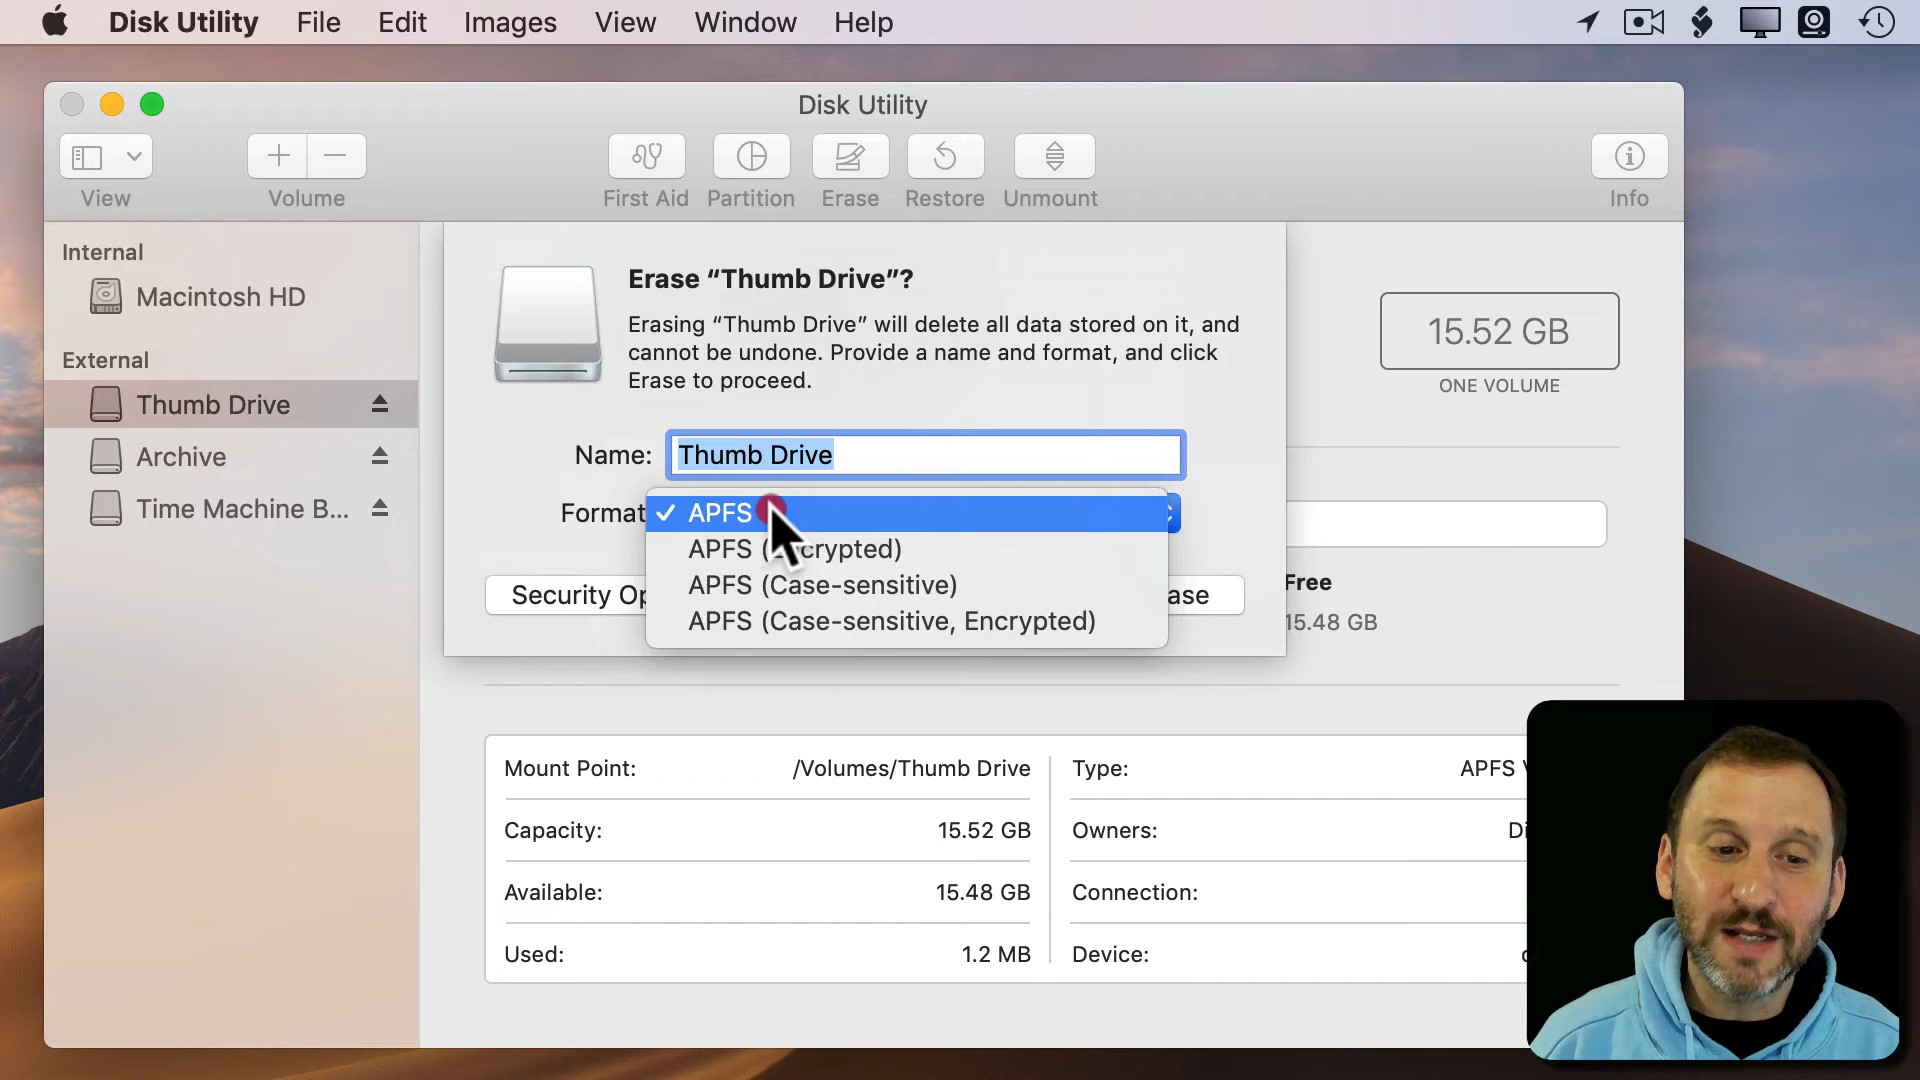 Disk Utility File Edit Images View Window Help
Disk Utility
View
Volume
First Aid
Partition
Erase
Restore
Unmount
Info
Internal
Macintosh HD
External
Thumb Drive
Archive
Time Machine B...
Erase “Thumb Drive”?
Erasing “Thumb Drive” will delete all data stored on it, and
cannot be undone. Provide a name and format, and click
Erase to proceed.
Name: Thumb Drive
Format
✓ APFS
APFS (crypted)
APFS (Case-sensitive)
APFS (Case-sensitive, Encrypted)
Security Op
ase
15.52 GB
ONE VOLUME
Free
15.48 GB
Mount Point: /Volumes/Thumb Drive
Capacity: 15.52 GB
Available: 15.48 GB
Used: 1.2 MB
Type: APFS
Owners: Di
Connection:
Device: